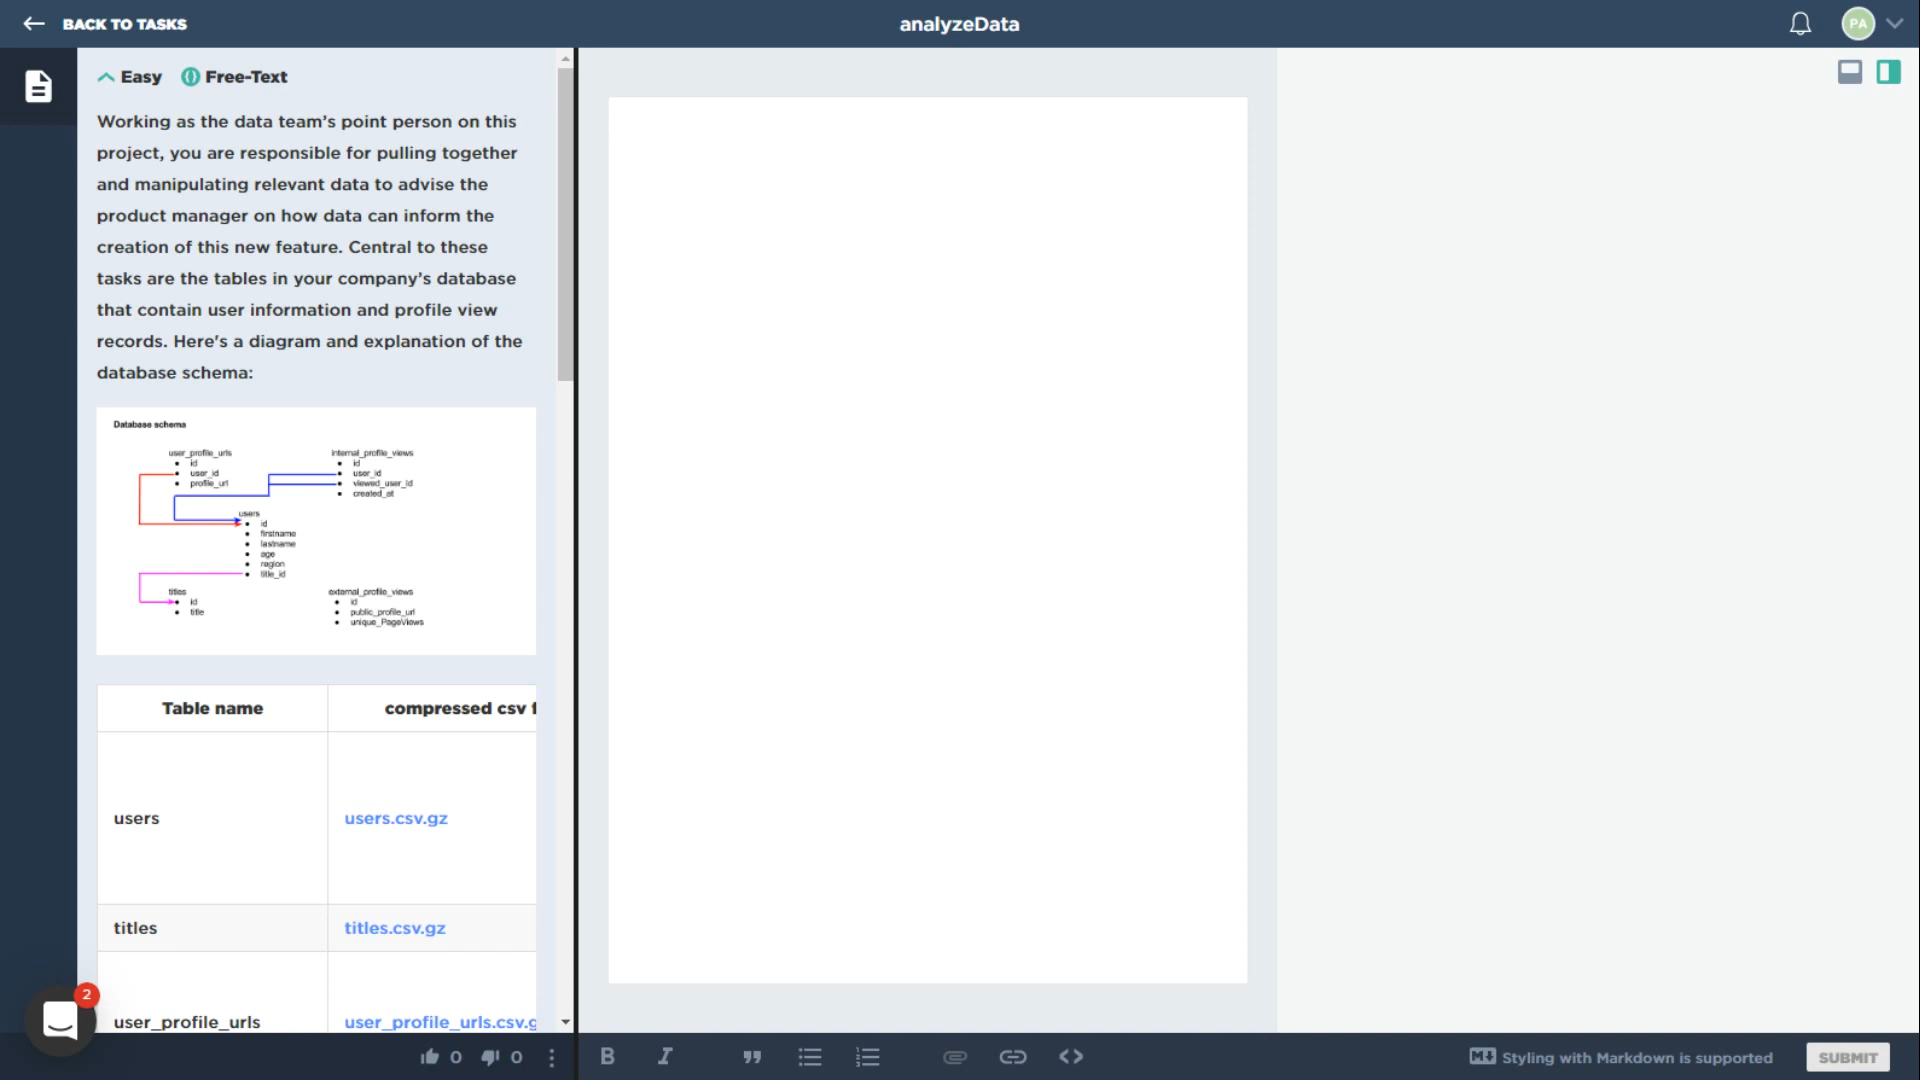 BACK TO TASKS
analyzeData
PA
Easy Free-Text
Working as the data team’s point person on this
project, you are responsible for pulling together
and manipulating relevant data to advise the
product manager on how data can inform the
creation of this new feature. Central to these
tasks are the tables in your company’s database
that contain user information and profile view
records. Here's a diagram and explanation of the
database schema:
Database schema
user_profile_urls
id
user_id
profile_url
internal_profile_views
id
user_id
viewed_user_id
created_at
users
id
firstname
lastname
age
region
title_id
titles
id
title
external_profile_views
id
public_profile_url
unique_PageViews
Table name compressed csv f
users users.csv.gz
titles titles.csv.gz
user_profile_urls user_profile_urls.csv.g
2
0 0
B I
Styling with Markdown is supported
SUBMIT